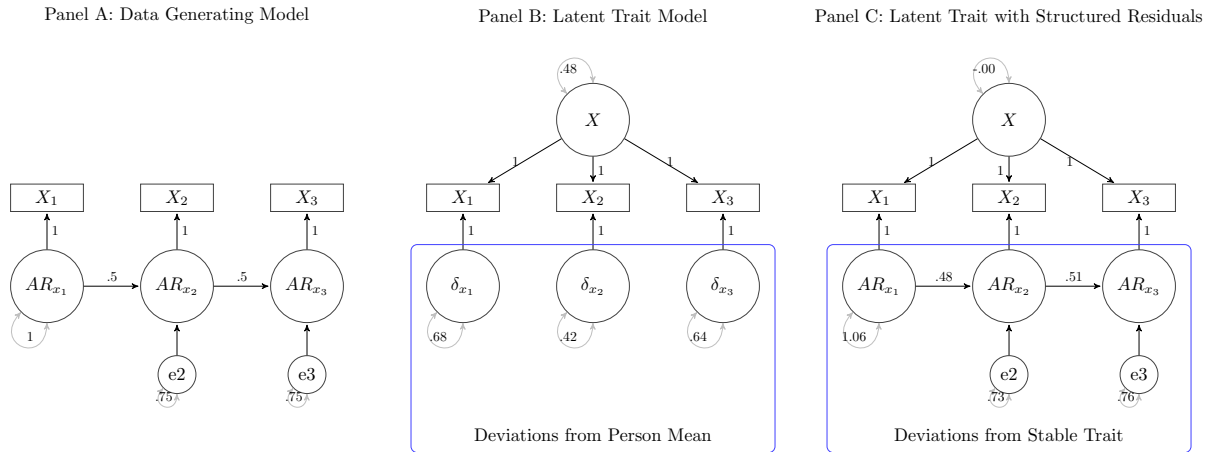 Panel A: Data Generating Model
Panel B: Latent Trait Model
Panel C: Latent Trait with Structured Residuals
.48
-.00
X
X
1
1
1
1
1
1
X₁
X₂
X₃
X₁
X₂
X₃
X₁
X₂
X₃
1
1
1
1
1
1
1
1
1
ARₓ₁
.5
ARₓ₂
.5
ARₓ₃
δₓ₁
δₓ₂
δₓ₃
ARₓ₁
.48
ARₓ₂
.51
ARₓ₃
1
.68
.42
.64
1.06
e2
e3
e2
e3
.75
.75
.73
.76
Deviations from Person Mean
Deviations from Stable Trait